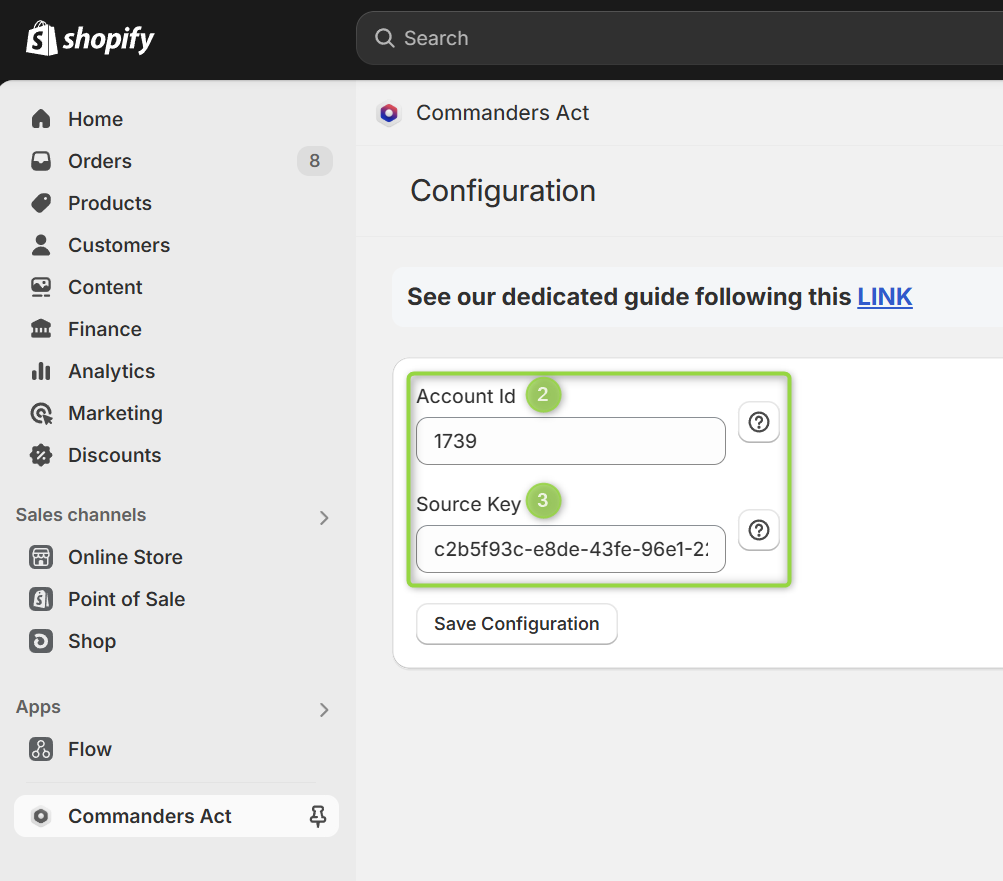 shopify
Search
Home
Orders 8
Products
Customers
Content
Finance
Analytics
Marketing
Discounts
Sales channels
Online Store
Point of Sale
Shop
Apps
Flow
Commanders Act
Commanders Act
Configuration
See our dedicated guide following this LINK
Account Id 2
1739
Source Key 3
c2b5f93c-e8de-43fe-96e1-22
Save Configuration